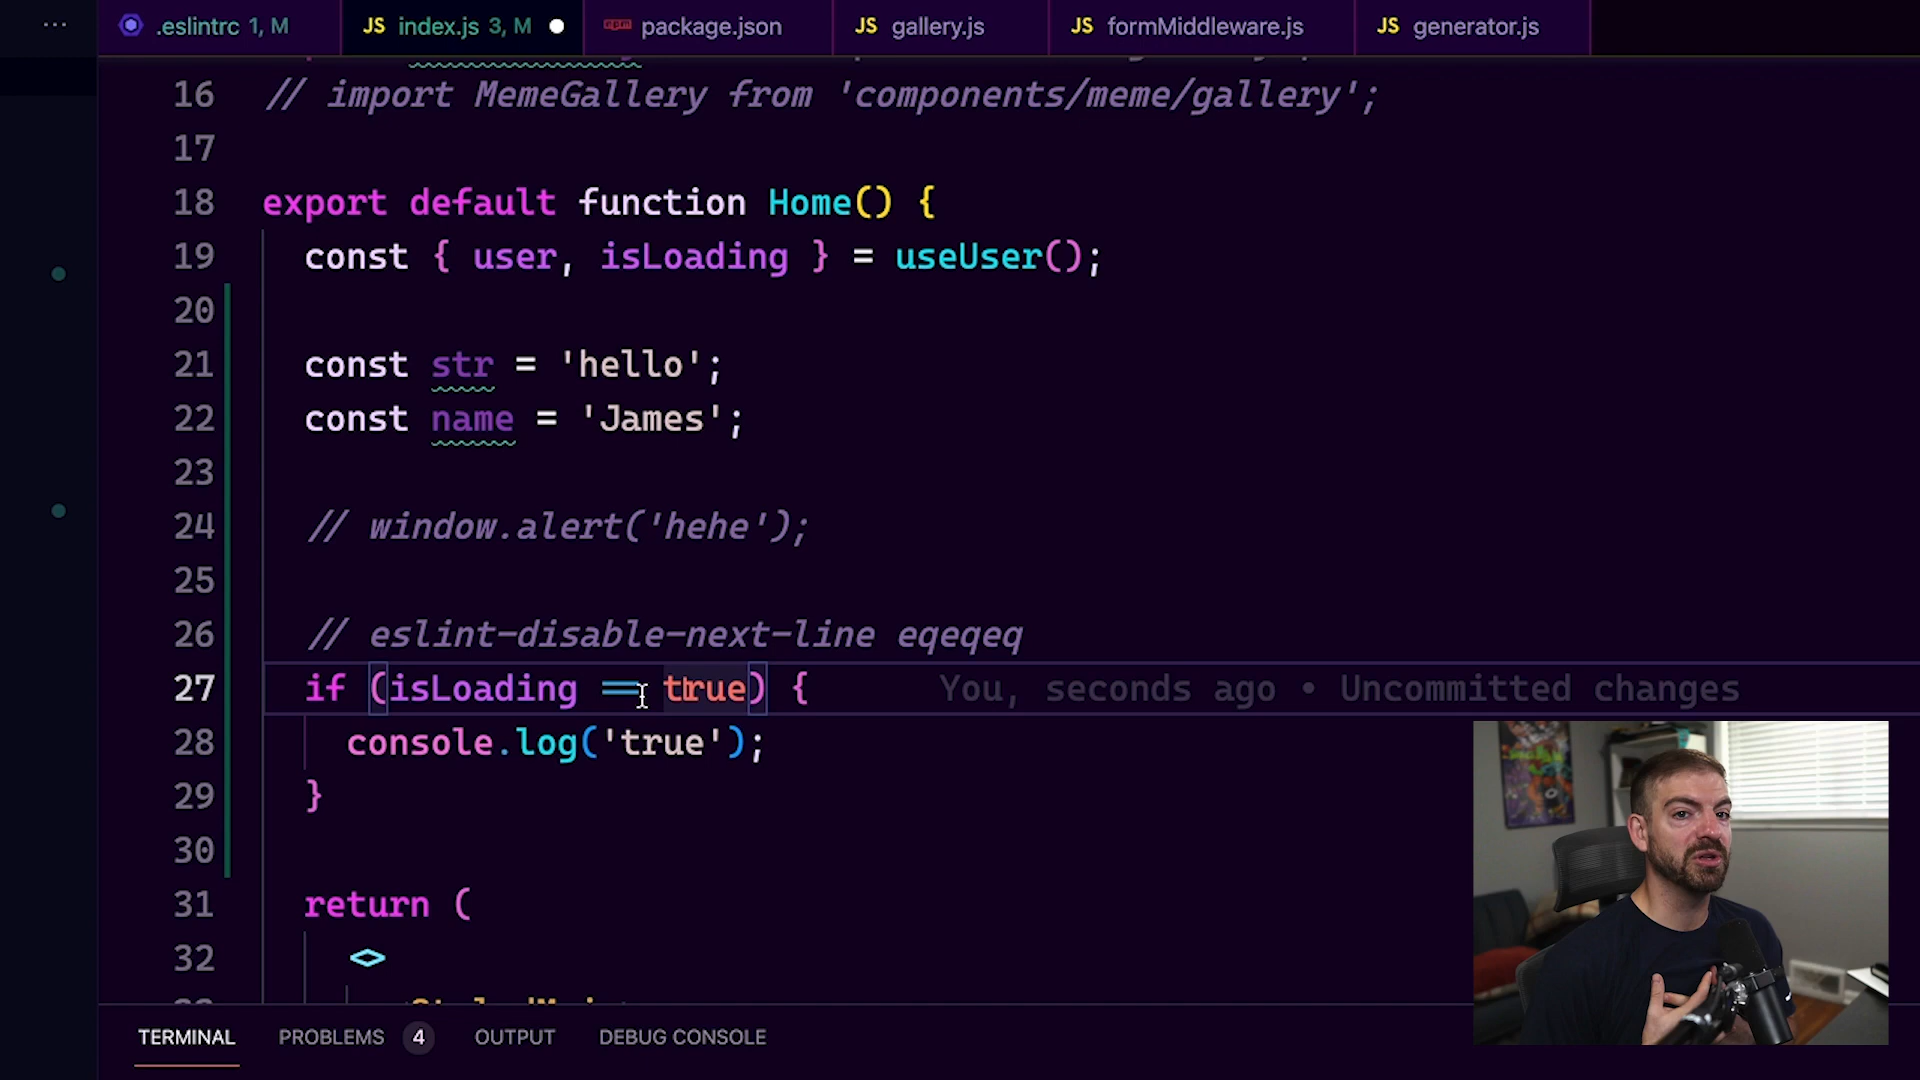 .eslintrc 1, M
JS index.js 3, M
npm package.json
JS gallery.js
JS formMiddleware.js
JS generator.js
16 // import MemeGallery from 'components/meme/gallery';
17
18 export default function Home() {
19 const { user, isLoading } = useUser();
20
21 const str = 'hello';
22 const name = 'James';
23
24 // window.alert('hehe');
25
26 // eslint-disable-next-line eqeqeq
27 if (isLoading == true) { You, seconds ago • Uncommitted changes
28 console.log('true');
29 }
30
31 return (
32 <>
TERMINAL PROBLEMS 4 OUTPUT DEBUG CONSOLE